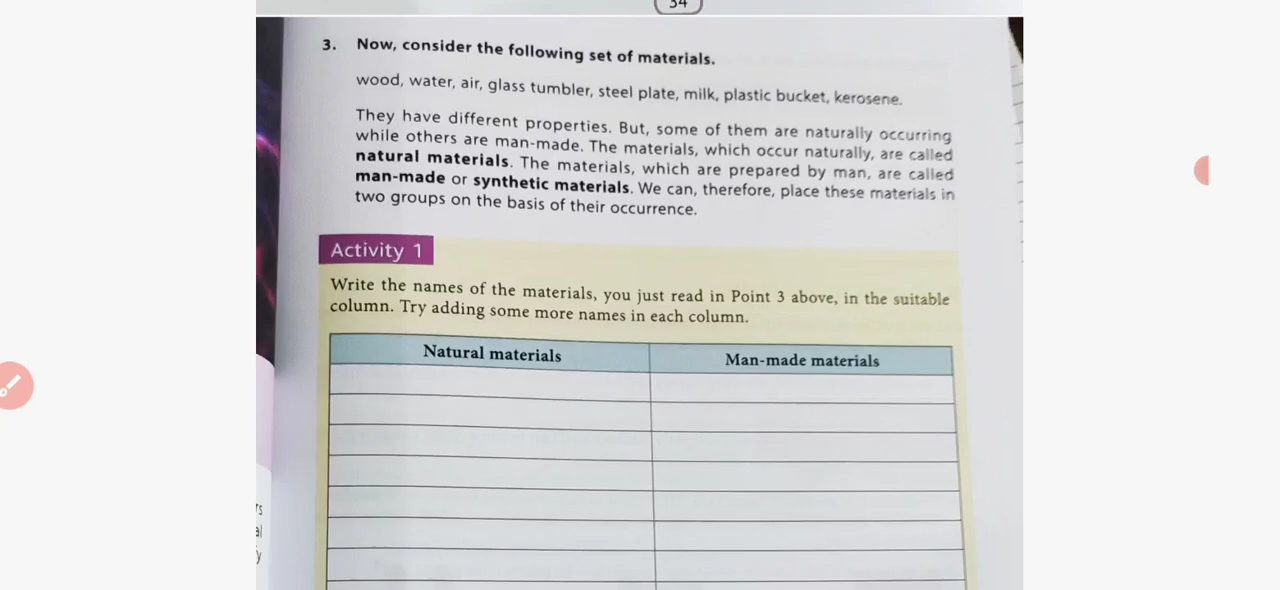 34
3. Now, consider the following set of materials.
wood, water, air, glass tumbler, steel plate, milk, plastic bucket, kerosene.
They have different properties. But, some of them are naturally occurring
while others are man-made. The materials, which occur naturally, are called
natural materials. The materials, which are prepared by man, are called
man-made or synthetic materials. We can, therefore, place these materials in
two groups on the basis of their occurrence.
Activity 1
Write the names of the materials, you just read in Point 3 above, in the suitable
column. Try adding some more names in each column.
Natural materials
Man-made materials
rs
al
y